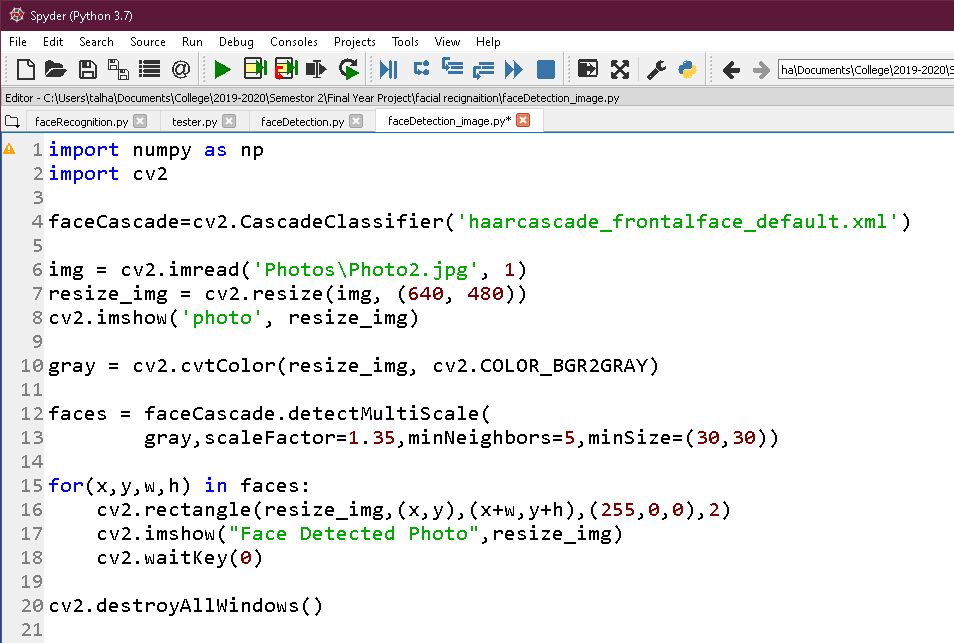 Spyder (Python 3.7)
File Edit Search Source Run Debug Consoles Projects Tools View Help
ha\Documents\College\2019-2020\S
Editor - C:\Users\talha\Documents\College\2019-2020\Semestor 2\Final Year Project\facial recignaition\faceDetection_image.py
faceRecognition.py tester.py faceDetection.py faceDetection_image.py*
1 import numpy as np
2 import cv2
3
4 faceCascade=cv2.CascadeClassifier('haarcascade_frontalface_default.xml')
5
6 img = cv2.imread('Photos\Photo2.jpg', 1)
7 resize_img = cv2.resize(img, (640, 480))
8 cv2.imshow('photo', resize_img)
9
10 gray = cv2.cvtColor(resize_img, cv2.COLOR_BGR2GRAY)
11
12 faces = faceCascade.detectMultiScale(
13         gray,scaleFactor=1.35,minNeighbors=5,minSize=(30,30))
14
15 for(x,y,w,h) in faces:
16     cv2.rectangle(resize_img,(x,y),(x+w,y+h),(255,0,0),2)
17     cv2.imshow("Face Detected Photo",resize_img)
18     cv2.waitKey(0)
19
20 cv2.destroyAllWindows()
21